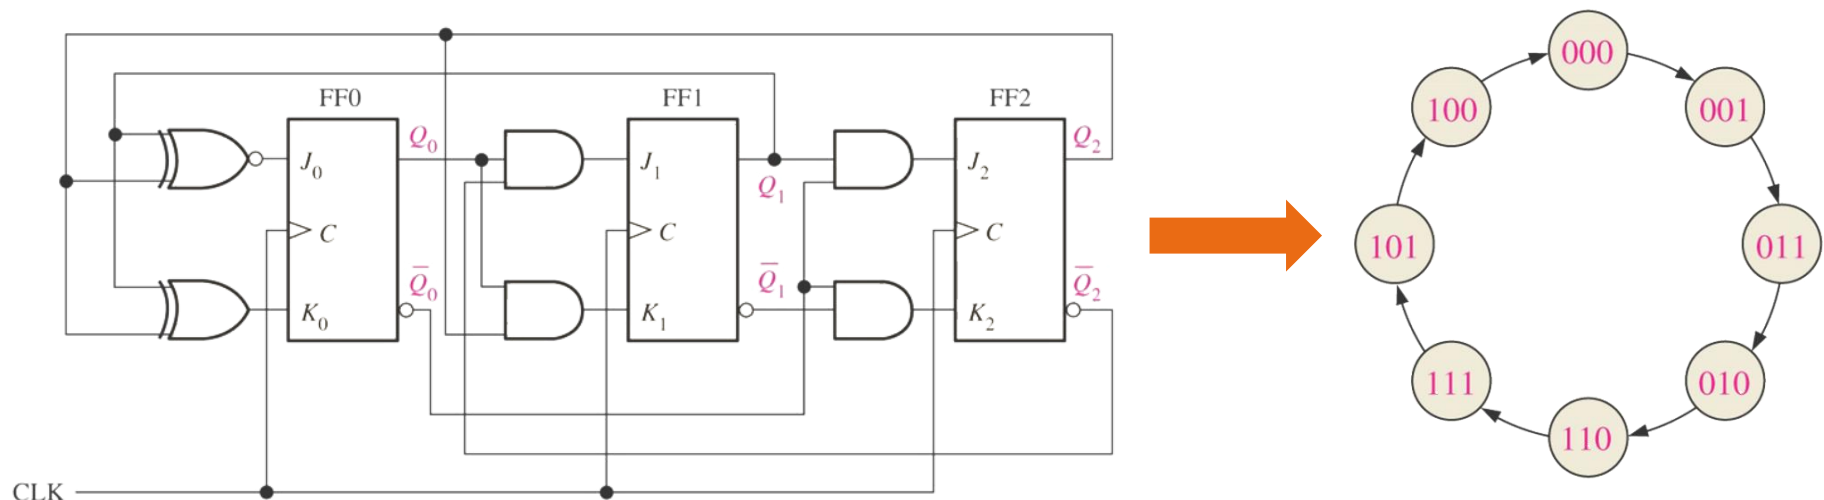 FF0
FF1
FF2
Q₀
Q₂
J₀
J₁
J₂
Q₁
C
C
C
Q̅₀
Q̅₁
Q̅₂
K₀
K₁
K₂
CLK
000
001
011
010
110
111
101
100